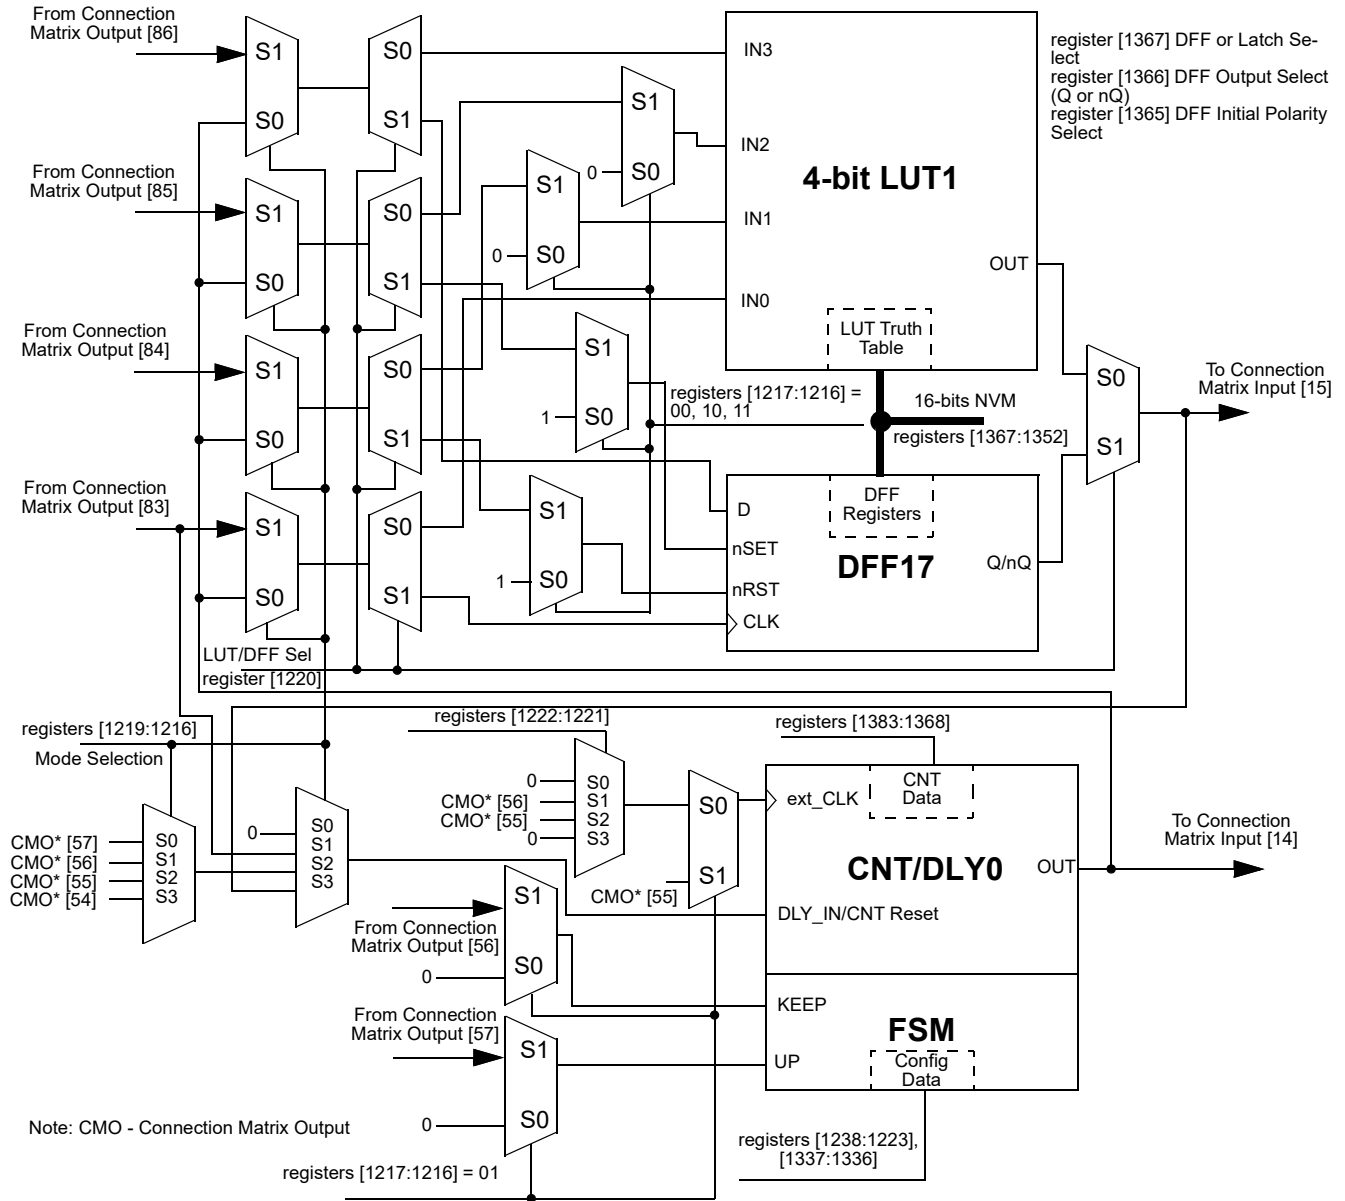 From Connection
Matrix Output [86]
S1
S0
S0
S1
IN3
S1
S0
0
IN2
4-bit LUT1
register [1367] DFF or Latch Se-
lect
register [1366] DFF Output Select
(Q or nQ)
register [1365] DFF Initial Polarity
Select
From Connection
Matrix Output [85]
S1
S0
S0
S1
S1
S0
0
IN1
OUT
IN0
LUT Truth
Table
From Connection
Matrix Output [84]
S1
S0
S0
S1
S1
1
S0
registers [1217:1216] =
00, 10, 11
16-bits NVM
registers [1367:1352]
S0
S1
To Connection
Matrix Input [15]
From Connection
Matrix Output [83]
S1
S0
S0
S1
S1
1
S0
D
nSET
nRST
CLK
DFF
Registers
DFF17
Q/nQ
LUT/DFF Sel
register [1220]
registers [1219:1216]
Mode Selection
registers [1222:1221]
registers [1383:1368]
CMO* [57]
CMO* [56]
CMO* [55]
CMO* [54]
S0
S1
S2
S3
0
S0
S1
S2
S3
0
CMO* [56]
CMO* [55]
0
S0
S1
S2
S3
S0
S1
CMO* [55]
ext_CLK
CNT
Data
CNT/DLY0
OUT
To Connection
Matrix Input [14]
DLY_IN/CNT Reset
From Connection
Matrix Output [56]
S1
S0
0
KEEP
FSM
From Connection
Matrix Output [57]
S1
S0
0
UP
Config
Data
Note: CMO - Connection Matrix Output
registers [1217:1216] = 01
registers [1238:1223],
[1337:1336]